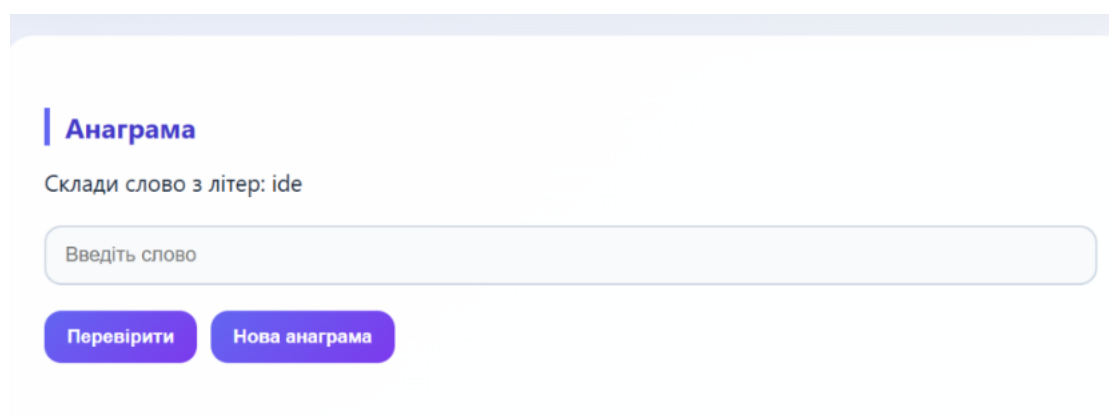 Анаграма
Склади слово з літер: ide
Введіть слово
Перевірити Нова анаграма